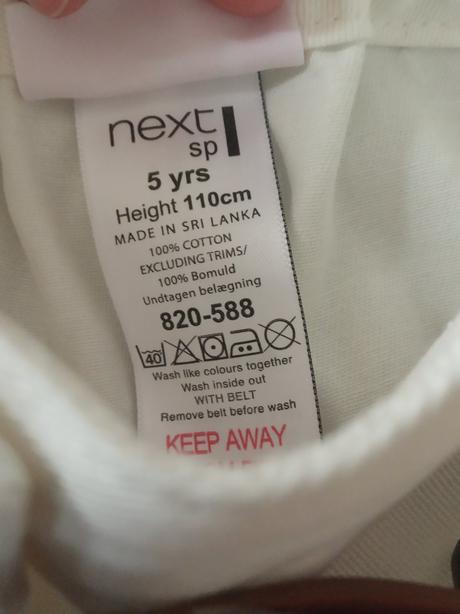 next
sp
5 yrs
Height 110cm
MADE IN SRI LANKA
100% COTTON
EXCLUDING TRIMS/
100% Bomuld
Undtagen belægning
820-588
40
Wash like colours together
Wash inside out
WITH BELT
Remove belt before wash
KEEP AWAY